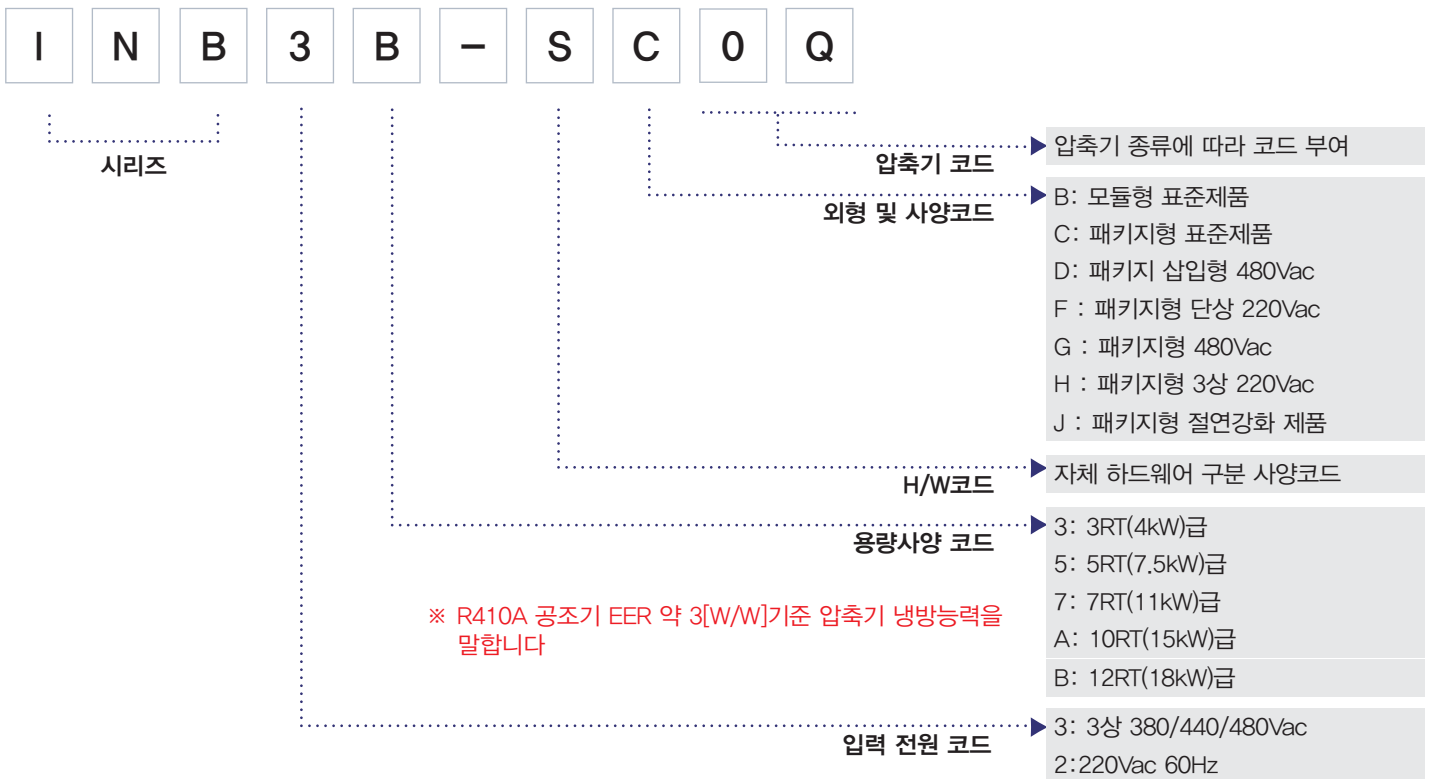 I N B 3 B - S C 0 Q
시리즈
압축기 코드
압축기 종류에 따라 코드 부여
외형 및 사양코드
B: 모듈형 표준제품
C: 패키지형 표준제품
D: 패키지 삽입형 480Vac
F : 패키지형 단상 220Vac
G : 패키지형 480Vac
H : 패키지형 3상 220Vac
J : 패키지형 절연강화 제품
H/W코드
자체 하드웨어 구분 사양코드
용량사양 코드
3: 3RT(4kW)급
5: 5RT(7.5kW)급
7: 7RT(11kW)급
A: 10RT(15kW)급
B: 12RT(18kW)급
※ R410A 공조기 EER 약 3[W/W]기준 압축기 냉방능력을
말합니다
입력 전원 코드
3: 3상 380/440/480Vac
2:220Vac 60Hz